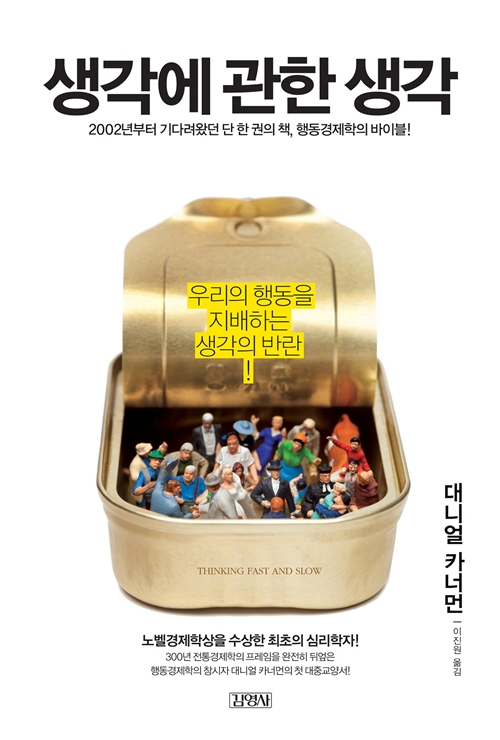 생각에 관한 생각
2002년부터 기다려왔던 단 한 권의 책, 행동경제학의 바이블!
우리의 행동을
지배하는
생각의 반란
!
THINKING FAST AND SLOW
대니얼 카너먼
이진원 옮김
노벨경제학상을 수상한 최초의 심리학자!
300년 전통경제학의 프레임을 완전히 뒤엎은
행동경제학의 창시자 대니얼 카너먼의 첫 대중교양서!
김영사